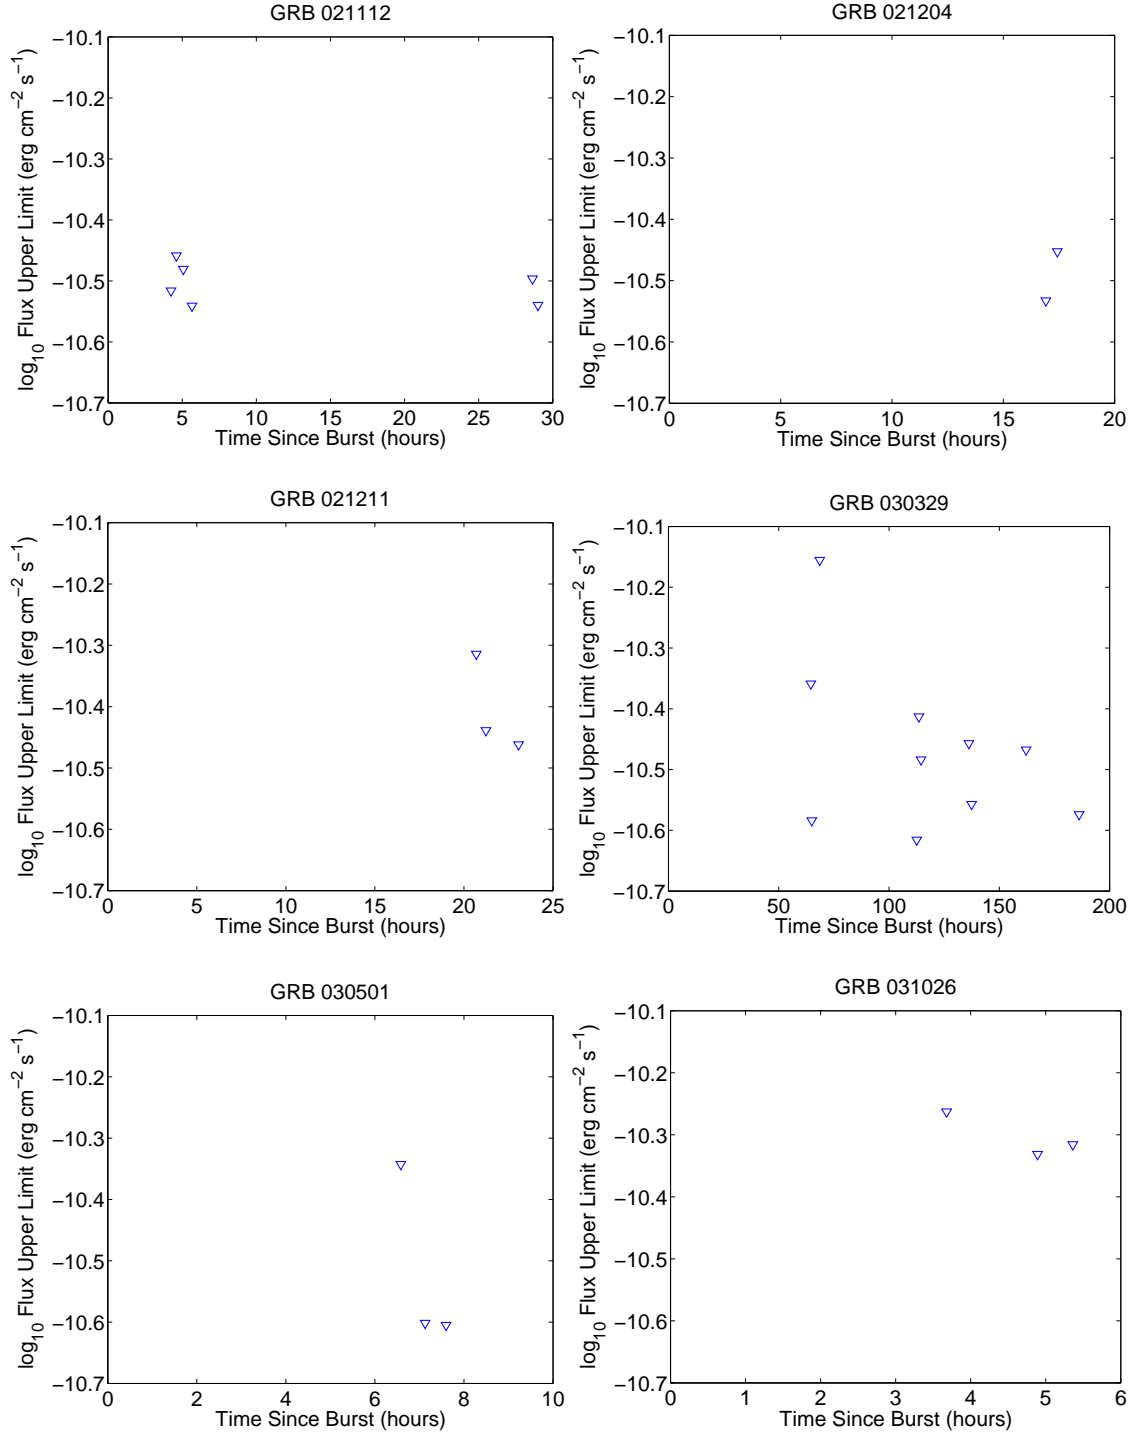 GRB 021112
−10.1
−10.2
−10.3
−10.4
−10.5
−10.6
−10.7
0 5 10 15 20 25 30
Time Since Burst (hours)
log10 Flux Upper Limit (erg cm−2 s−1)
GRB 021204
−10.1
−10.2
−10.3
−10.4
−10.5
−10.6
−10.7
0 5 10 15 20
Time Since Burst (hours)
log10 Flux Upper Limit (erg cm−2 s−1)
GRB 021211
−10.1
−10.2
−10.3
−10.4
−10.5
−10.6
−10.7
0 5 10 15 20 25
Time Since Burst (hours)
log10 Flux Upper Limit (erg cm−2 s−1)
GRB 030329
−10.1
−10.2
−10.3
−10.4
−10.5
−10.6
−10.7
0 50 100 150 200
Time Since Burst (hours)
log10 Flux Upper Limit (erg cm−2 s−1)
GRB 030501
−10.1
−10.2
−10.3
−10.4
−10.5
−10.6
−10.7
0 2 4 6 8 10
Time Since Burst (hours)
log10 Flux Upper Limit (erg cm−2 s−1)
GRB 031026
−10.1
−10.2
−10.3
−10.4
−10.5
−10.6
−10.7
0 1 2 3 4 5 6
Time Since Burst (hours)
log10 Flux Upper Limit (erg cm−2 s−1)